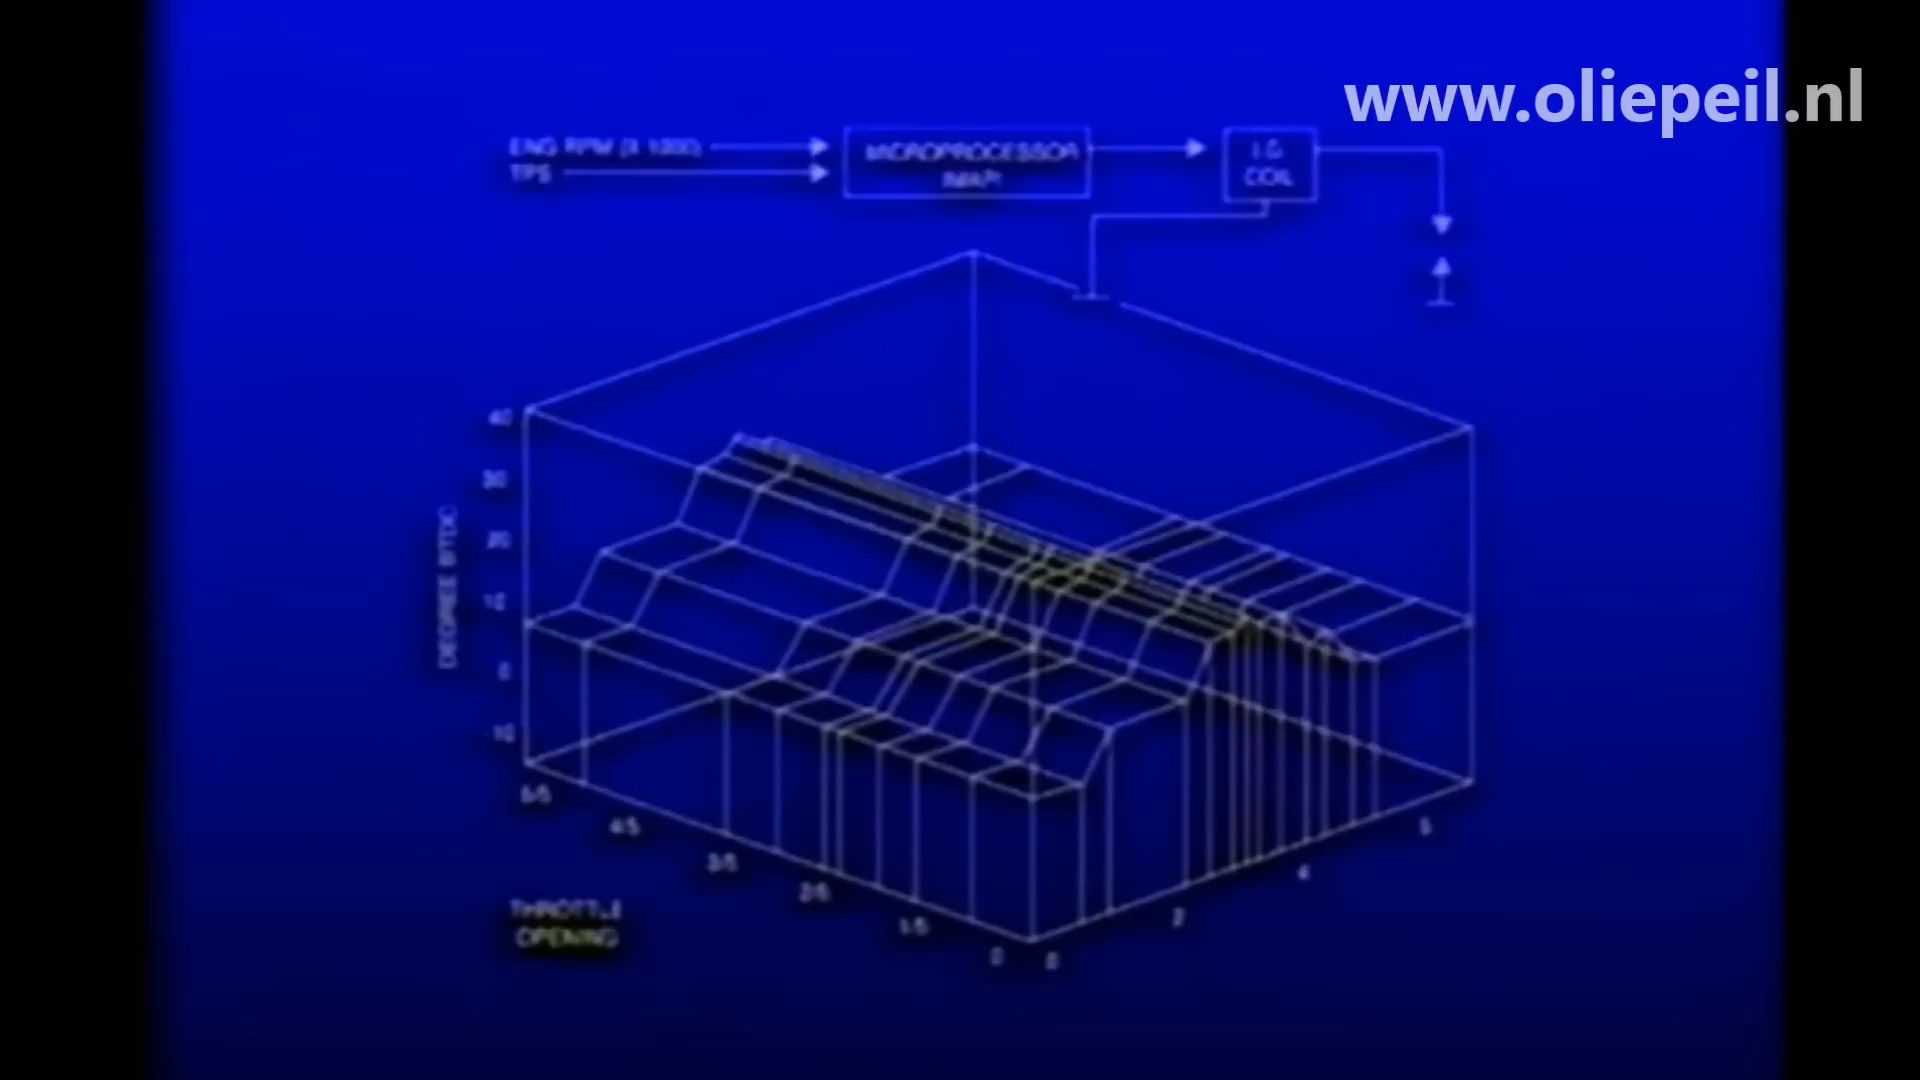 www.oliepeil.nl
ENG RPM (X 1000)
TPS
MICROPROCESSOR
(MAP)
I.G
COIL
40
30
20
10
0
10
DEGREE BTDC
5/5
4/5
3/5
2/5
1/5
0
0
2
4
5
THROTTLE
OPENING